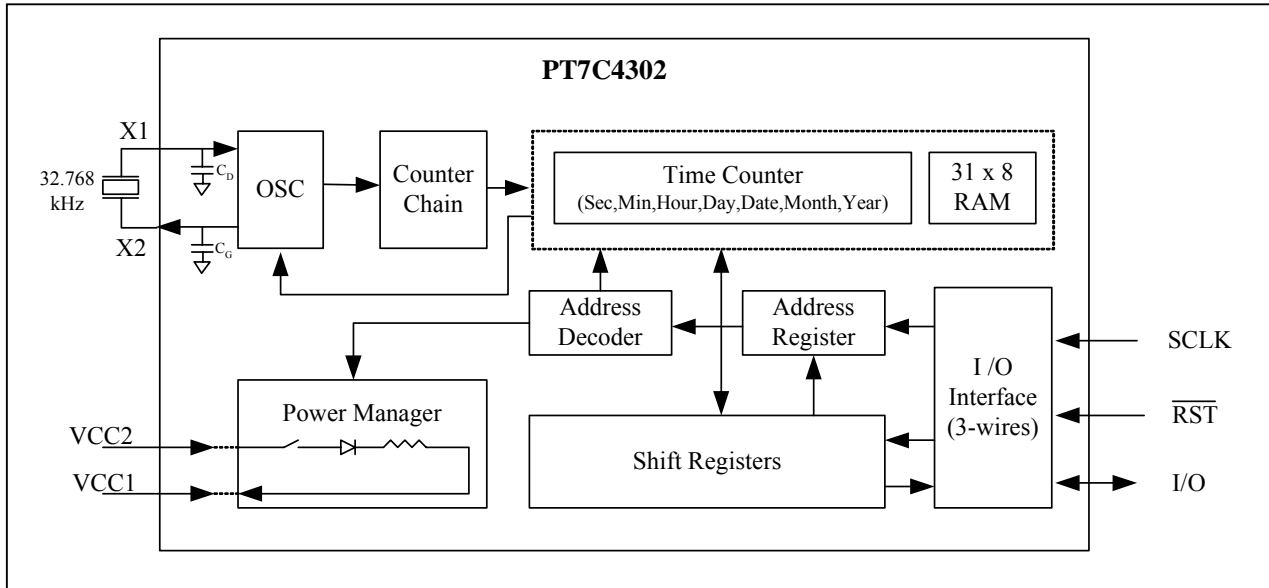 PT7C4302
X1
32.768
kHz
X2
C_D
C_G
OSC
Counter
Chain
Time Counter
(Sec,Min,Hour,Day,Date,Month,Year)
31 x 8
RAM
Address
Decoder
Address
Register
I /O
Interface
(3-wires)
SCLK
RST
I/O
Power Manager
VCC2
VCC1
Shift Registers